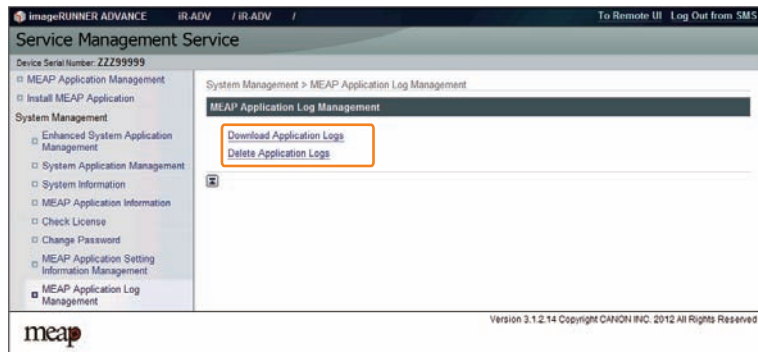 imageRUNNER ADVANCE iR-ADV / iR-ADV /
To Remote UI Log Out from SMS
Service Management Service
Device Serial Number: ZZZ99999
MEAP Application Management
Install MEAP Application
System Management
Enhanced System Application
Management
System Application Management
System Information
MEAP Application Information
Check License
Change Password
MEAP Application Setting
Information Management
MEAP Application Log
Management
System Management > MEAP Application Log Management
MEAP Application Log Management
Download Application Logs
Delete Application Logs
meap
Version 3.1.2.14 Copyright CANON INC. 2012 All Rights Reserved